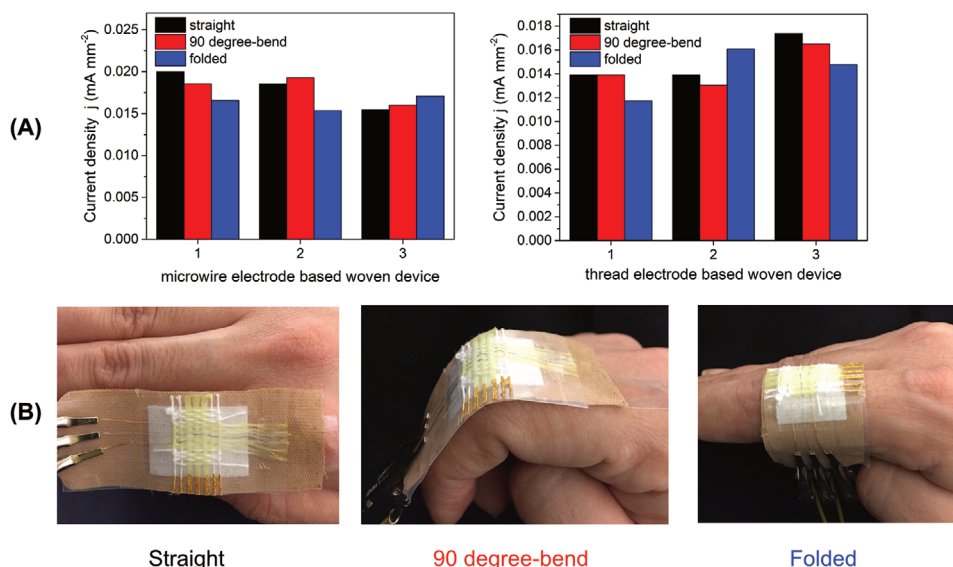 (A)
Current density j (mA mm⁻²)
0.025
0.020
0.015
0.010
0.005
0.000
straight
90 degree-bend
folded
1 2 3
microwire electrode based woven device
Current density j (mA mm⁻²)
0.018
0.016
0.014
0.012
0.010
0.008
0.006
0.004
0.002
0.000
straight
90 degree-bend
folded
1 2 3
thread electrode based woven device
(B)
Straight 90 degree-bend Folded